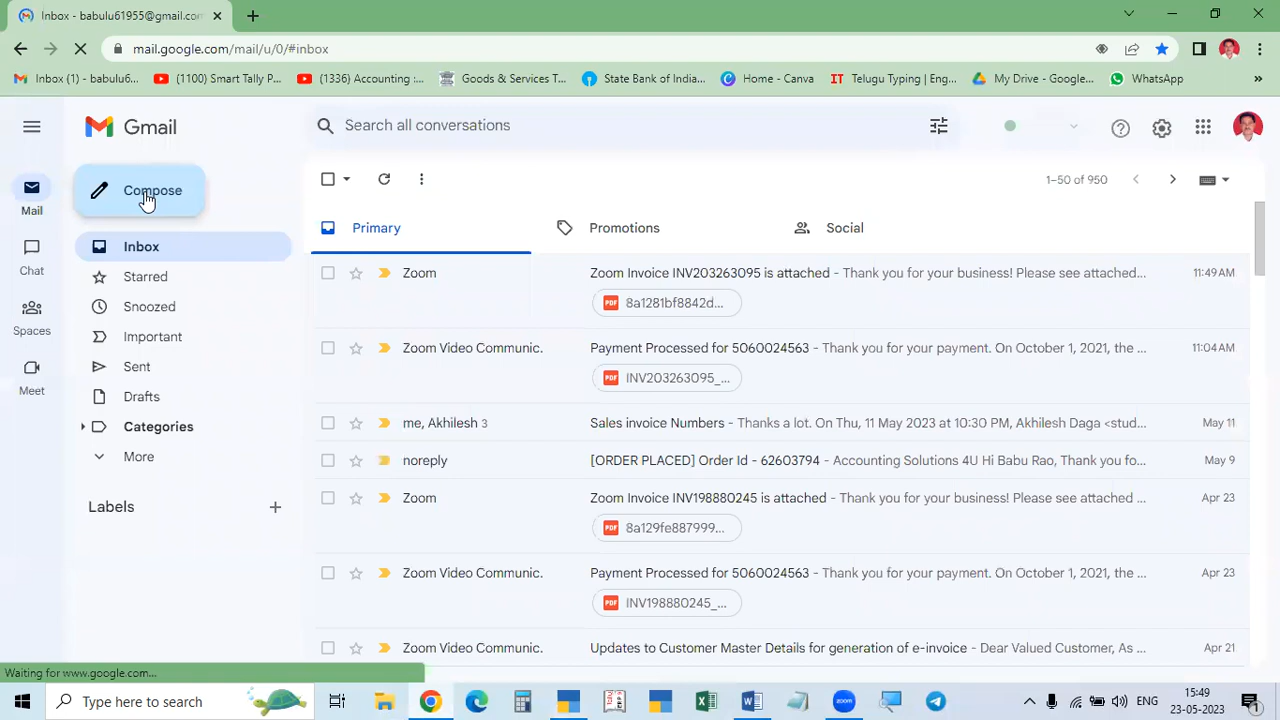 Inbox - babulu61955@gmail.com
mail.google.com/mail/u/0/#inbox
Inbox (1) - babulu6... (1100) Smart Tally P... (1336) Accounting :... Goods & Services T... State Bank of India... Home - Canva IT Telugu Typing | Eng... My Drive - Google... WhatsApp »
Gmail
Search all conversations
Compose
1–50 of 950
Mail
Inbox
Primary
Promotions
Social
Chat
Starred
Zoom Zoom Invoice INV203263095 is attached - Thank you for your business! Please see attached... 11:49 AM
PDF 8a1281bf8842d...
Snoozed
Spaces
Important
Zoom Video Communic. Payment Processed for 5060024563 - Thank you for your payment. On October 1, 2021, the ... 11:04 AM
Sent
PDF INV203263095_...
Meet
Drafts
Categories
me, Akhilesh 3 Sales invoice Numbers - Thanks a lot. On Thu, 11 May 2023 at 10:30 PM, Akhilesh Daga <stud... May 11
More
noreply [ORDER PLACED] Order Id - 62603794 - Accounting Solutions 4U Hi Babu Rao, Thank you fo... May 9
Labels
Zoom Zoom Invoice INV198880245 is attached - Thank you for your business! Please see attached ... Apr 23
PDF 8a129fe887999...
Zoom Video Communic. Payment Processed for 5060024563 - Thank you for your payment. On October 1, 2021, the ... Apr 23
PDF INV198880245_...
Zoom Video Communic. Updates to Customer Master Details for generation of e-invoice - Dear Valued Customer, As ... Apr 21
Waiting for www.google.com...
Type here to search
zoom
ENG
15:49
23-05-2023
1